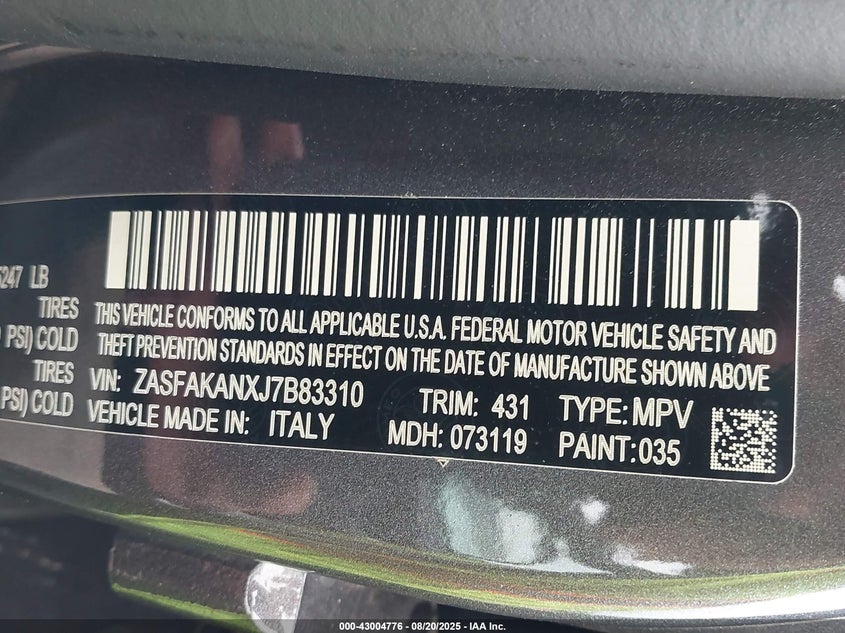 5247 LB
TIRES
PSI) COLD
TIRES
PSI) COLD
THIS VEHICLE CONFORMS TO ALL APPLICABLE U.S.A. FEDERAL MOTOR VEHICLE SAFETY AND
THEFT PREVENTION STANDARDS IN EFFECT ON THE DATE OF MANUFACTURE SHOWN ABOVE
VIN: ZASFAKANXJ7B83310 TRIM: 431 TYPE: MPV
VEHICLE MADE IN: ITALY MDH: 073119 PAINT: 035
000-43004776 - 08/20/2025 - IAA Inc.